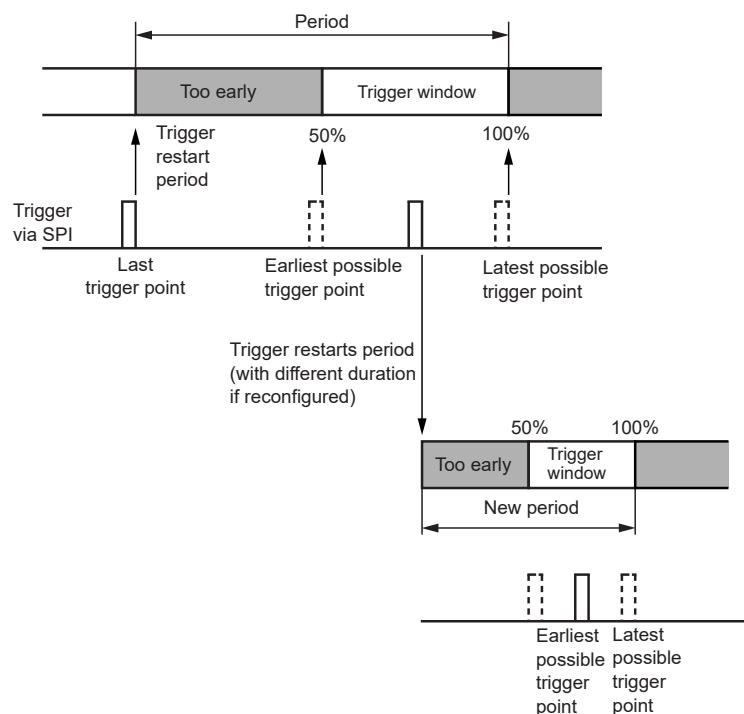 Period
Too early
Trigger window
Trigger
restart
period
50%
100%
Trigger
via SPI
Last
trigger point
Earliest possible
trigger point
Latest possible
trigger point
Trigger restarts period
(with different duration
if reconfigured)
50%
100%
Too early
Trigger
window
New period
Earliest
possible
trigger
point
Latest
possible
trigger
point